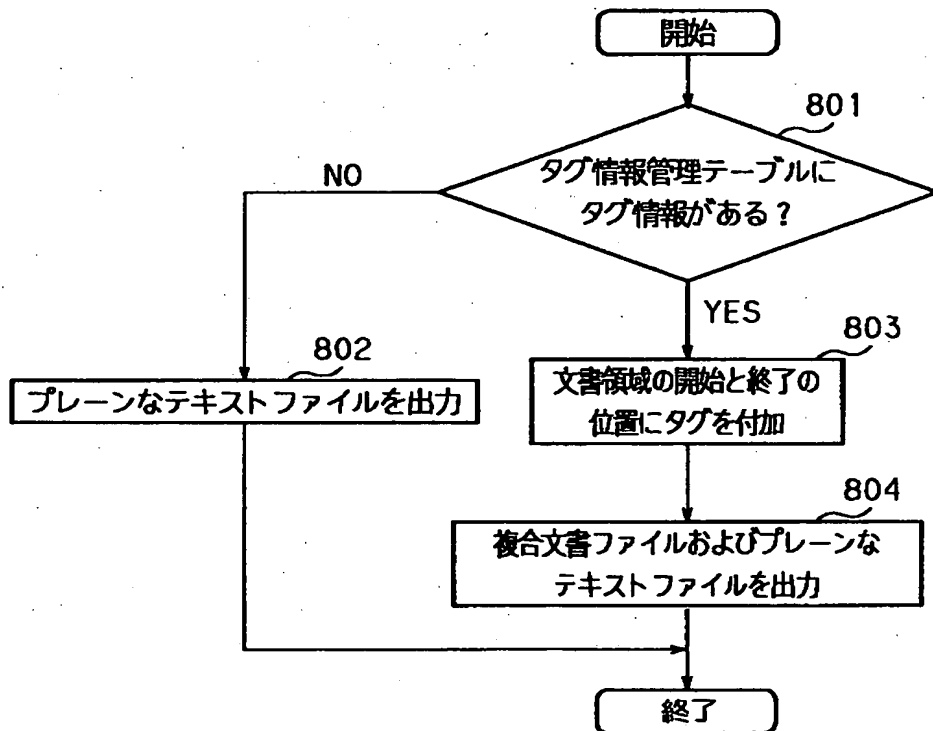 開始
801
タグ情報管理テーブルに
タグ情報がある?
NO
YES
802
プレーンなテキストファイルを出力
803
文書領域の開始と終了の
位置にタグを付加
804
複合文書ファイルおよびプレーンな
テキストファイルを出力
終了